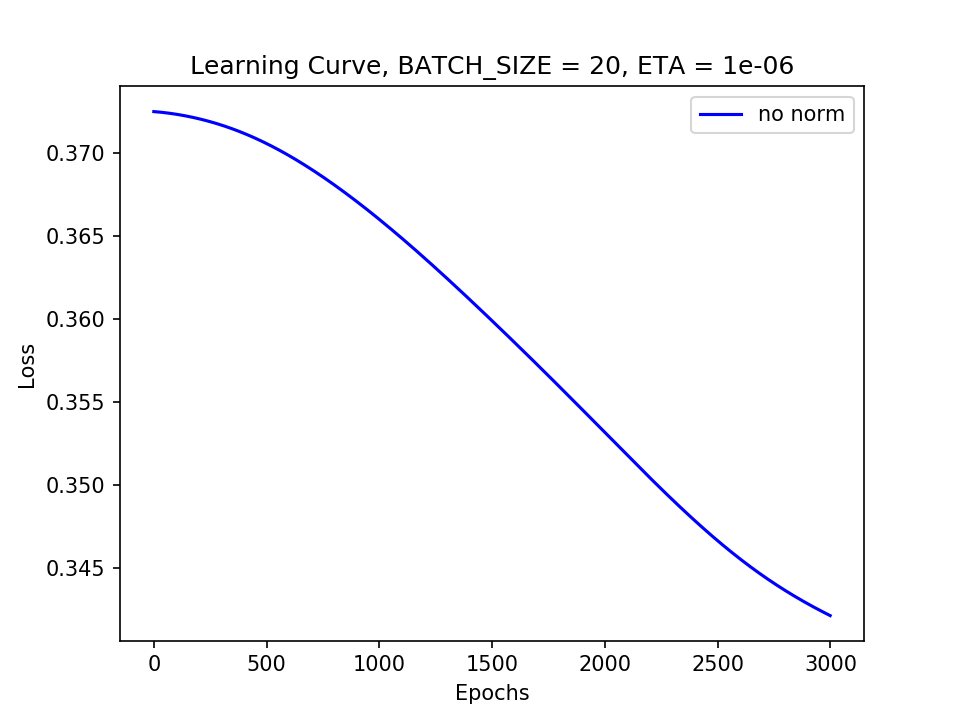 Learning Curve, BATCH_SIZE = 20, ETA = 1e-06
no norm
0.370
0.365
0.360
0.355
0.350
0.345
Loss
0 500 1000 1500 2000 2500 3000
Epochs